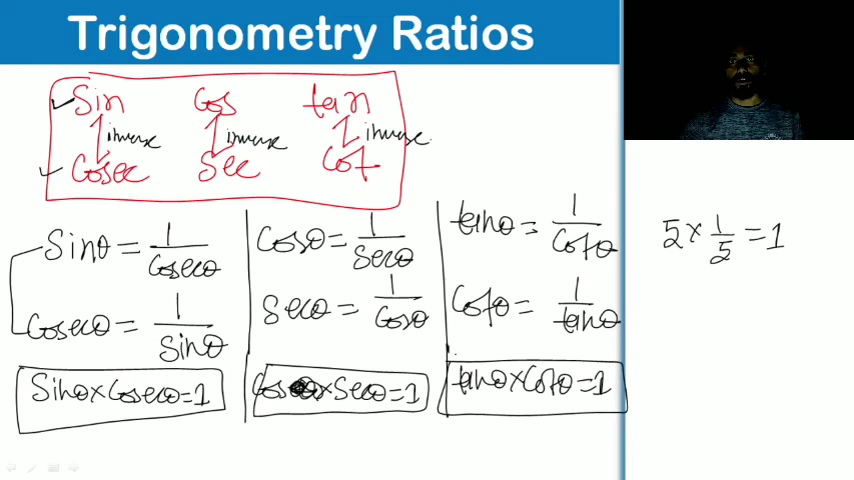 Trigonometry Ratios
Sin Cos tan
inverse inverse inverse
Cosec Sec Cot
Sinθ = 1/Cosecθ
Cosecθ = 1/Sinθ
Sinθ×Cosecθ=1
Cosθ = 1/Secθ
Secθ = 1/Cosθ
Cosθ×Secθ=1
tanθ = 1/Cotθ
Cotθ = 1/tanθ
tanθ×Cotθ=1
5 × 1/5 = 1